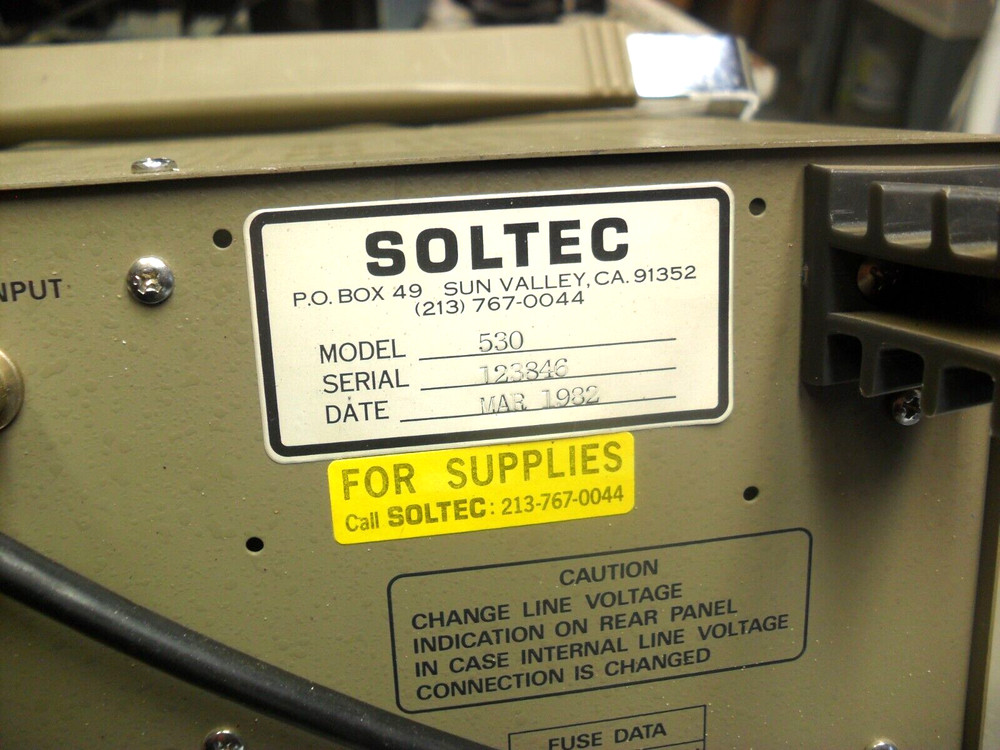 SOLTEC
P.O. BOX 49 SUN VALLEY, CA. 91352
(213) 767-0044
MODEL 530
SERIAL 123846
DATE MAR 1982
FOR SUPPLIES
Call SOLTEC: 213-767-0044
NPUT
CAUTION
CHANGE LINE VOLTAGE
INDICATION ON REAR PANEL
IN CASE INTERNAL LINE VOLTAGE
CONNECTION IS CHANGED
FUSE DATA